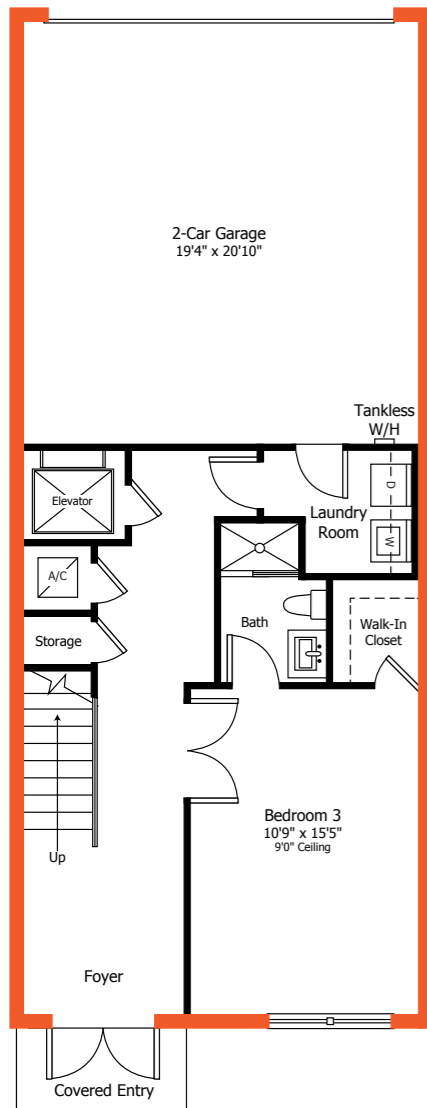 2-Car Garage
19'4" x 20'10"
Tankless
W/H
Elevator
D
Laundry
Room
W
A/C
Storage
Bath
Walk-In
Closet
Bedroom 3
10'9" x 15'5"
9'0" Ceiling
Up
Foyer
Covered Entry